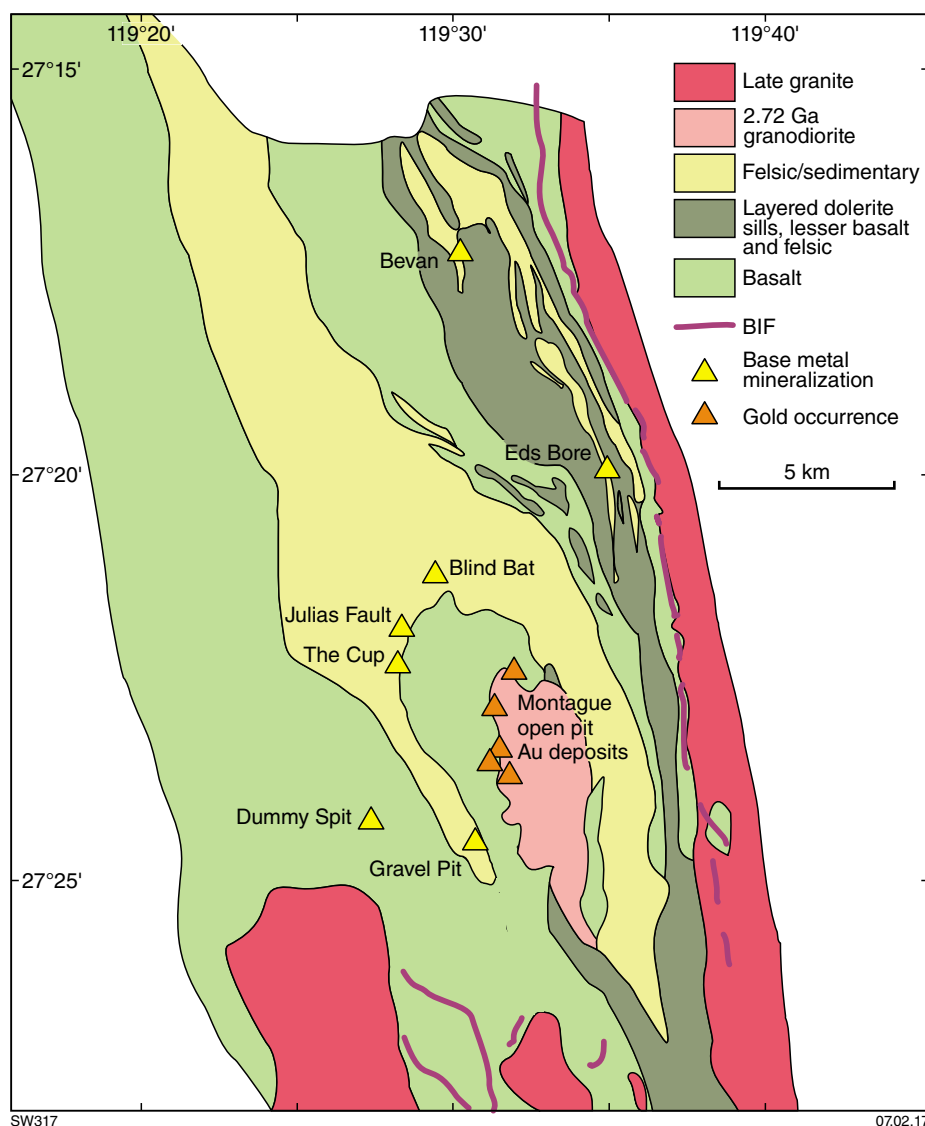 119°20'
119°30'
119°40'
27°15'
Late granite
2.72 Ga
granodiorite
Felsic/sedimentary
Layered dolerite
sills, lesser basalt
and felsic
Basalt
BIF
Base metal
mineralization
Gold occurrence
5 km
Bevan
Eds Bore
27°20'
Blind Bat
Julias Fault
The Cup
Montague
open pit
Au deposits
Dummy Spit
Gravel Pit
27°25'
SW317
07.02.17